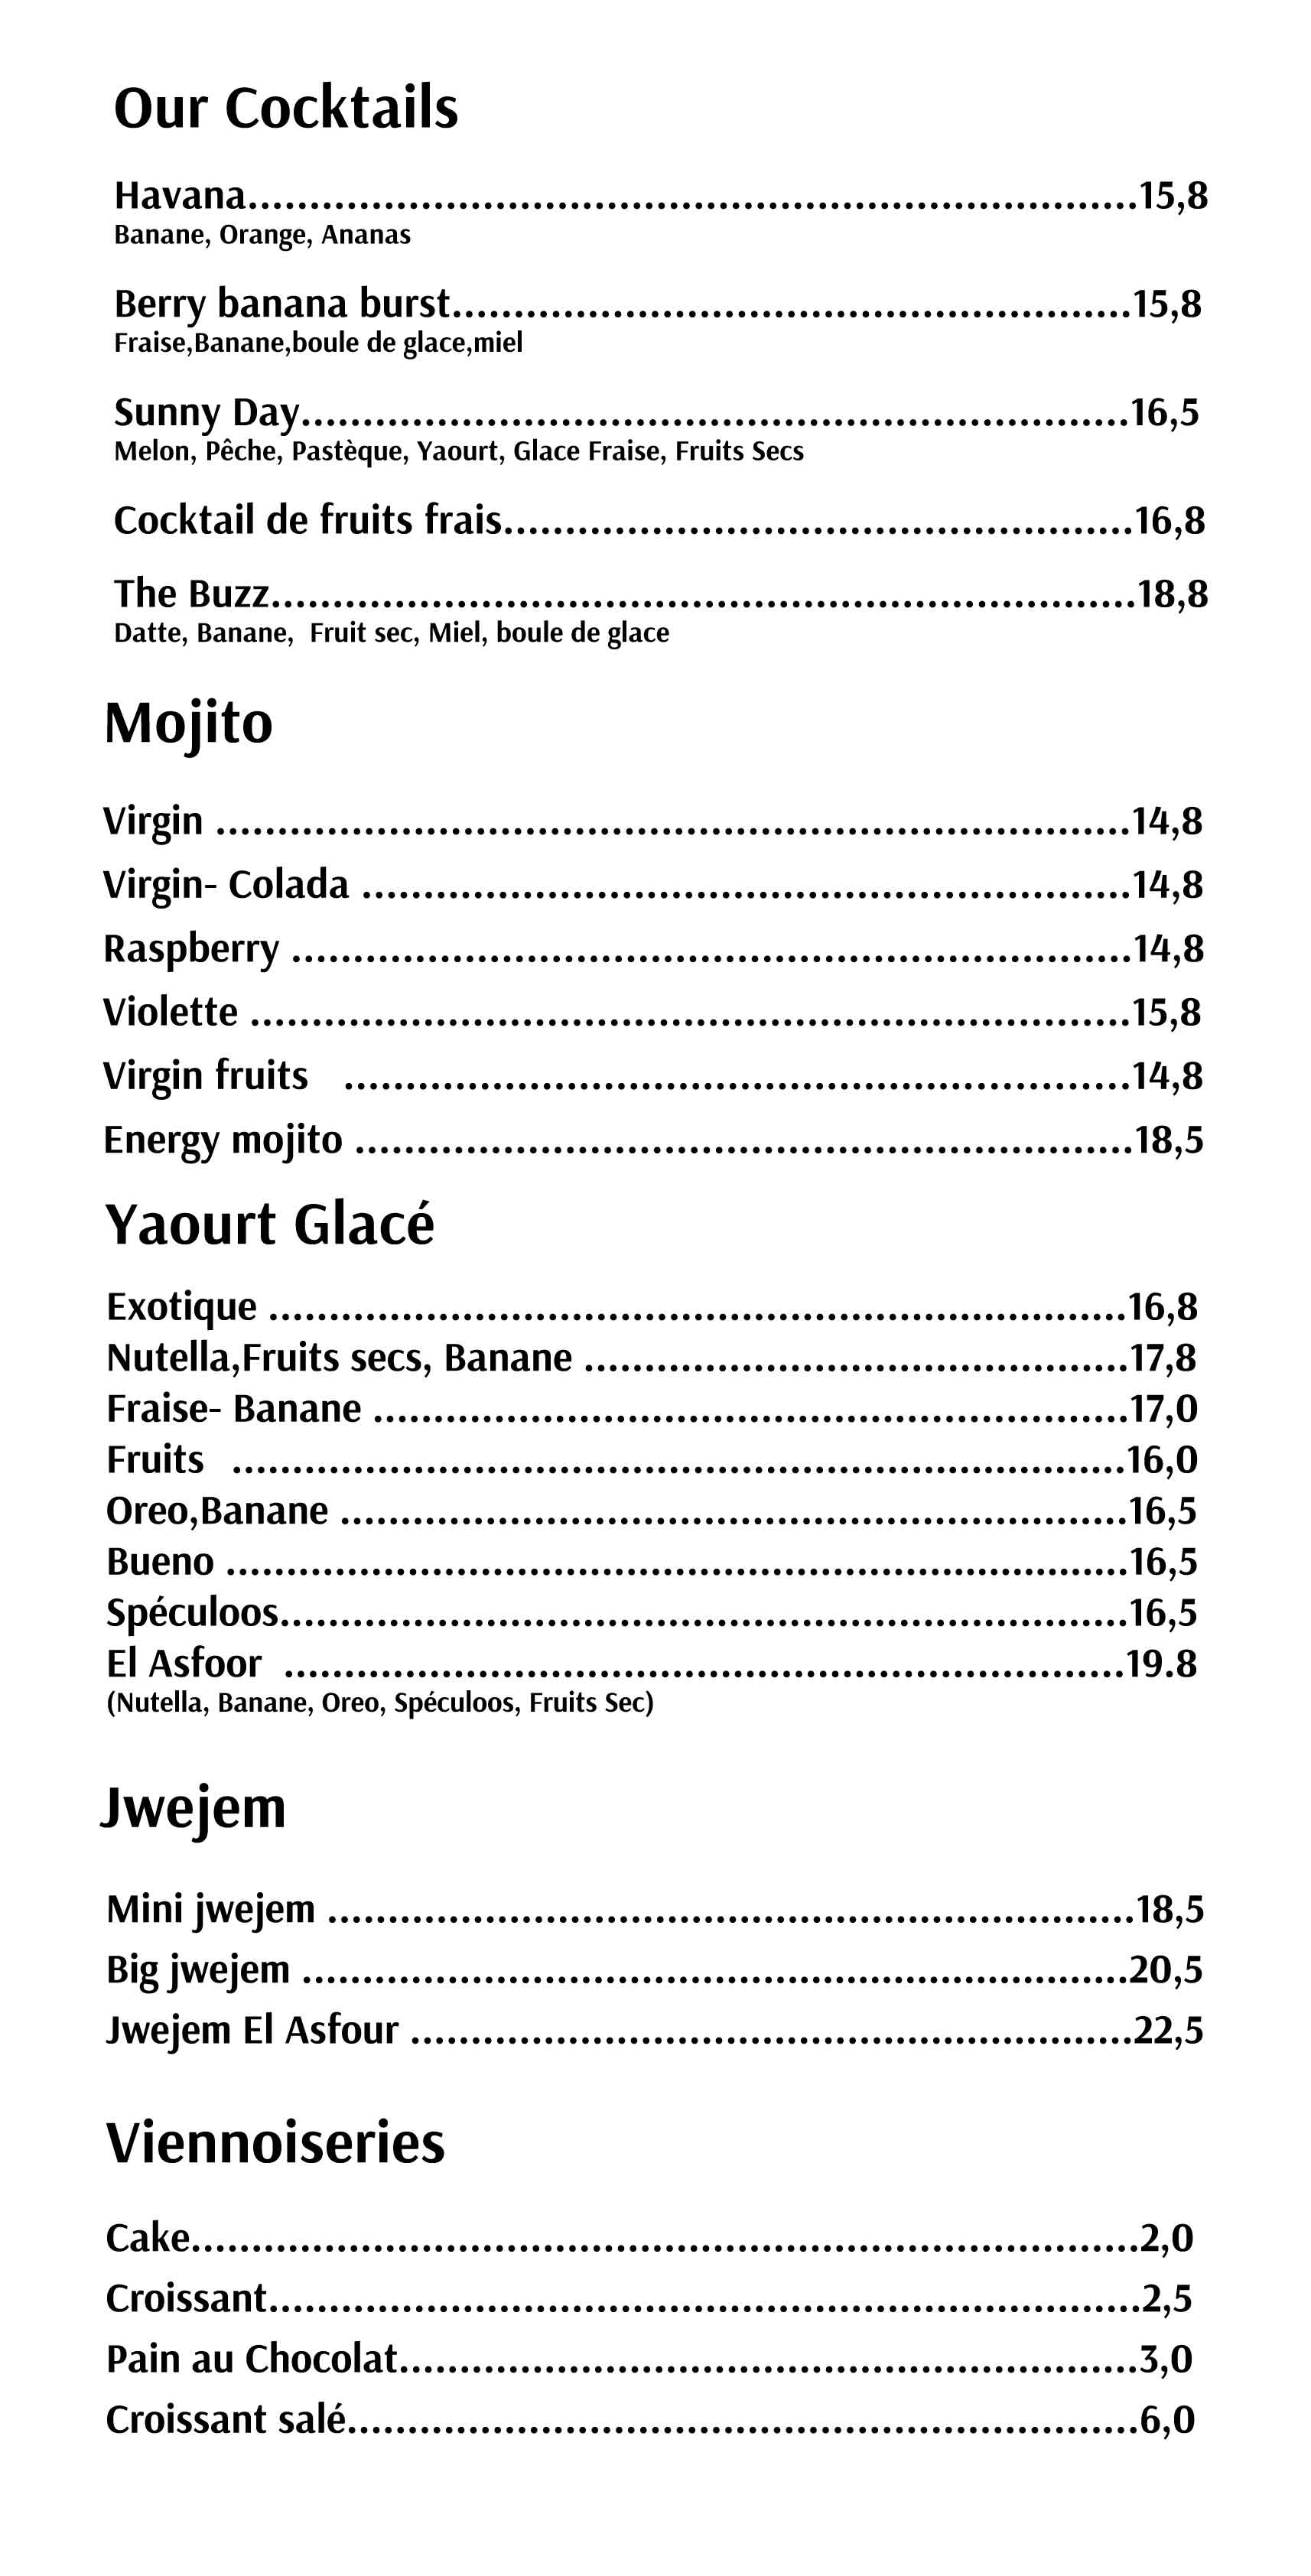 Our Cocktails
Havana........................................................................15,8
Banane, Orange, Ananas
Berry banana burst.......................................................15,8
Fraise,Banane,boule de glace,miel
Sunny Day...................................................................16,5
Melon, Pêche, Pastèque, Yaourt, Glace Fraise, Fruits Secs
Cocktail de fruits frais...................................................16,8
The Buzz......................................................................18,8
Datte, Banane,  Fruit sec, Miel, boule de glace
Mojito
Virgin ..........................................................................14,8
Virgin- Colada ..............................................................14,8
Raspberry ....................................................................14,8
Violette .......................................................................15,8
Virgin fruits   ...............................................................14,8
Energy mojito ...............................................................18,5
Yaourt Glacé
Exotique .....................................................................16,8
Nutella,Fruits secs, Banane ............................................17,8
Fraise- Banane .............................................................17,0
Fruits  ........................................................................16,0
Oreo,Banane ................................................................16,5
Bueno .........................................................................16,5
Spéculoos.....................................................................16,5
El Asfoor  ....................................................................19.8
(Nutella, Banane, Oreo, Spéculoos, Fruits Sec)
Jwejem
Mini jwejem .................................................................18,5
Big jwejem ...................................................................20,5
Jwejem El Asfour ..........................................................22,5
Viennoiseries
Cake.............................................................................2,0
Croissant.......................................................................2,5
Pain au Chocolat............................................................3,0
Croissant salé................................................................6,0